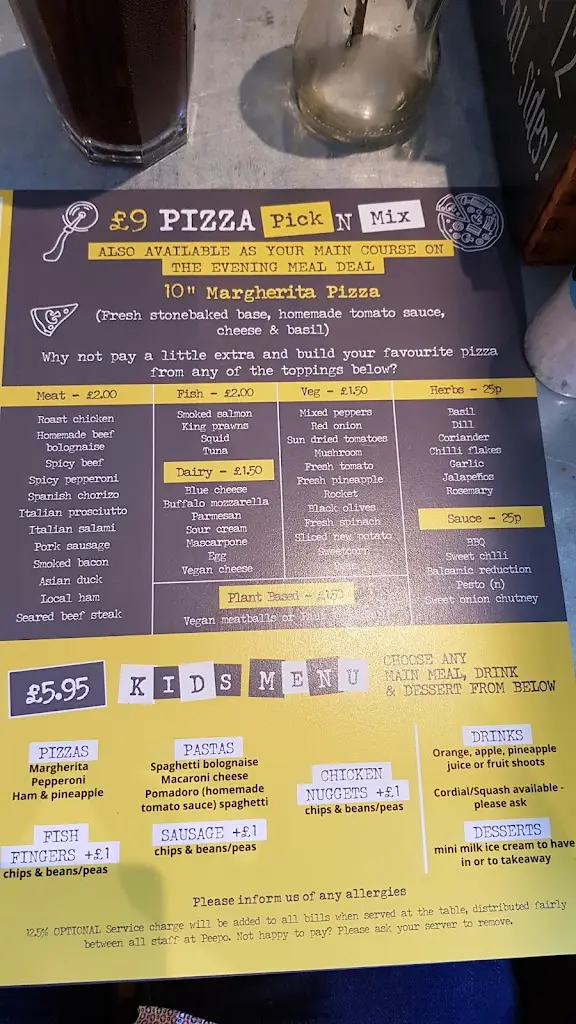 all sides!
£9 PIZZA Pick N Mix
ALSO AVAILABLE AS YOUR MAIN COURSE ON
THE EVENING MEAL DEAL
10" Margherita Pizza
(Fresh stonebaked base, homemade tomato sauce,
cheese & basil)
Why not pay a little extra and build your favourite pizza
from any of the toppings below?
Meat - £2.00
Roast chicken
Homemade beef
bolognaise
Spicy beef
Spicy pepperoni
Spanish chorizo
Italian prosciutto
Italian salami
Pork sausage
Smoked bacon
Asian duck
Local ham
Seared beef steak
Fish - £2.00
Smoked salmon
King prawns
Squid
Tuna
Dairy - £1.50
Blue cheese
Buffalo mozzarella
Parmesan
Sour cream
Mascarpone
Egg
Vegan cheese
Veg - £1.50
Mixed peppers
Red onion
Sun dried tomatoes
Mushroom
Fresh tomato
Fresh pineapple
Rocket
Black olives
Fresh spinach
Sliced new potato
Sweetcorn
Herbs - 25p
Basil
Dill
Coriander
Chilli flakes
Garlic
Jalapeños
Rosemary
Sauce - 25p
BBQ
Sweet chlli
Balsamic reduction
Pesto (n)
Sweet onion chutney
Plant Based - £1.50
Vegan meatballs or
£5.95 KIDS MENU
CHOOSE ANY
MAIN MEAL, DRINK
& DESSERT FROM BELOW
PIZZAS
Margherita
Pepperoni
Ham & pineapple
PASTAS
Spaghetti bolognaise
Macaroni cheese
Pomadoro (homemade
tomato sauce) spaghetti
CHICKEN
NUGGETS +£1
chips & beans/peas
FISH
FINGERS +£1
chips & beans/peas
SAUSAGE +£1
chips & beans/peas
DRINKS
Orange, apple, pineapple
juice or fruit shoots
Cordial/Squash available -
please ask
DESSERTS
mini milk ice cream to have
in or to takeaway
Please inform us of any allergies
12.5% OPTIONAL Service charge will be added to all bills when served at the table, distributed fairly
between all staff at Peepo. Not happy to pay? Please ask your server to remove.